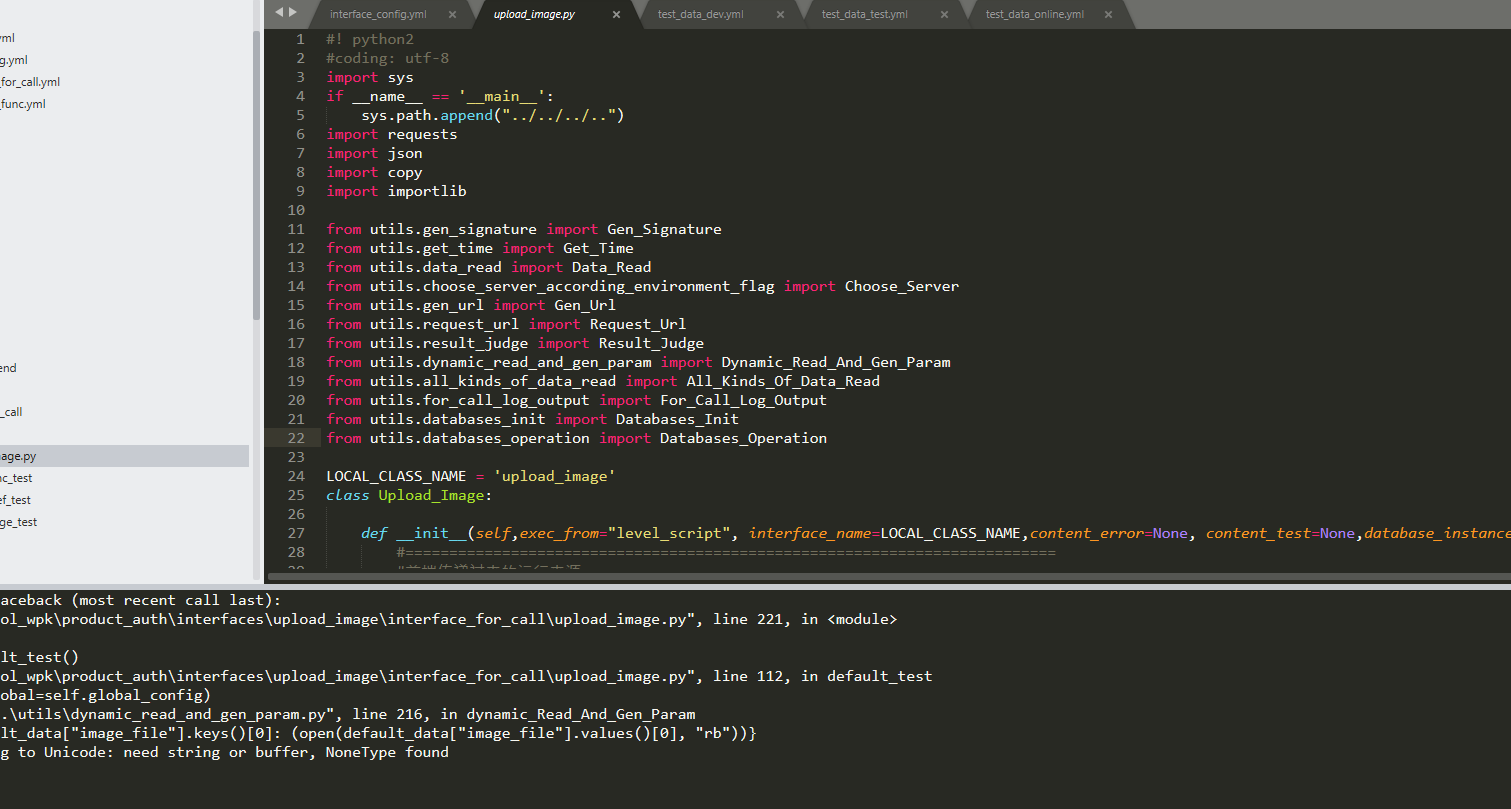 interface_config.yml × upload_image.py × test_data_dev.yml × test_data_test.yml × test_data_online.yml ×
yml
g.yml
_for_call.yml
_func.yml
end
_call
age.py
nc_test
ef_test
ge_test
1 #! python2
2 #coding: utf-8
3 import sys
4 if __name__ == '__main__':
5 sys.path.append("../../../..")
6 import requests
7 import json
8 import copy
9 import importlib
10
11 from utils.gen_signature import Gen_Signature
12 from utils.get_time import Get_Time
13 from utils.data_read import Data_Read
14 from utils.choose_server_according_environment_flag import Choose_Server
15 from utils.gen_url import Gen_Url
16 from utils.request_url import Request_Url
17 from utils.result_judge import Result_Judge
18 from utils.dynamic_read_and_gen_param import Dynamic_Read_And_Gen_Param
19 from utils.all_kinds_of_data_read import All_Kinds_Of_Data_Read
20 from utils.for_call_log_output import For_Call_Log_Output
21 from utils.databases_init import Databases_Init
22 from utils.databases_operation import Databases_Operation
23
24 LOCAL_CLASS_NAME = 'upload_image'
25 class Upload_Image:
26
27 def __init__(self,exec_from="level_script", interface_name=LOCAL_CLASS_NAME,content_error=None, content_test=None,database_instance
28 #==========================================================================
aceback (most recent call last):
ol_wpk\product_auth\interfaces\upload_image\interface_for_call\upload_image.py", line 221, in <module>
lt_test()
ol_wpk\product_auth\interfaces\upload_image\interface_for_call\upload_image.py", line 112, in default_test
obal=self.global_config)
.\utils\dynamic_read_and_gen_param.py", line 216, in dynamic_Read_And_Gen_Param
lt_data["image_file"].keys()[0]: (open(default_data["image_file"].values()[0], "rb"))}
g to Unicode: need string or buffer, NoneType found